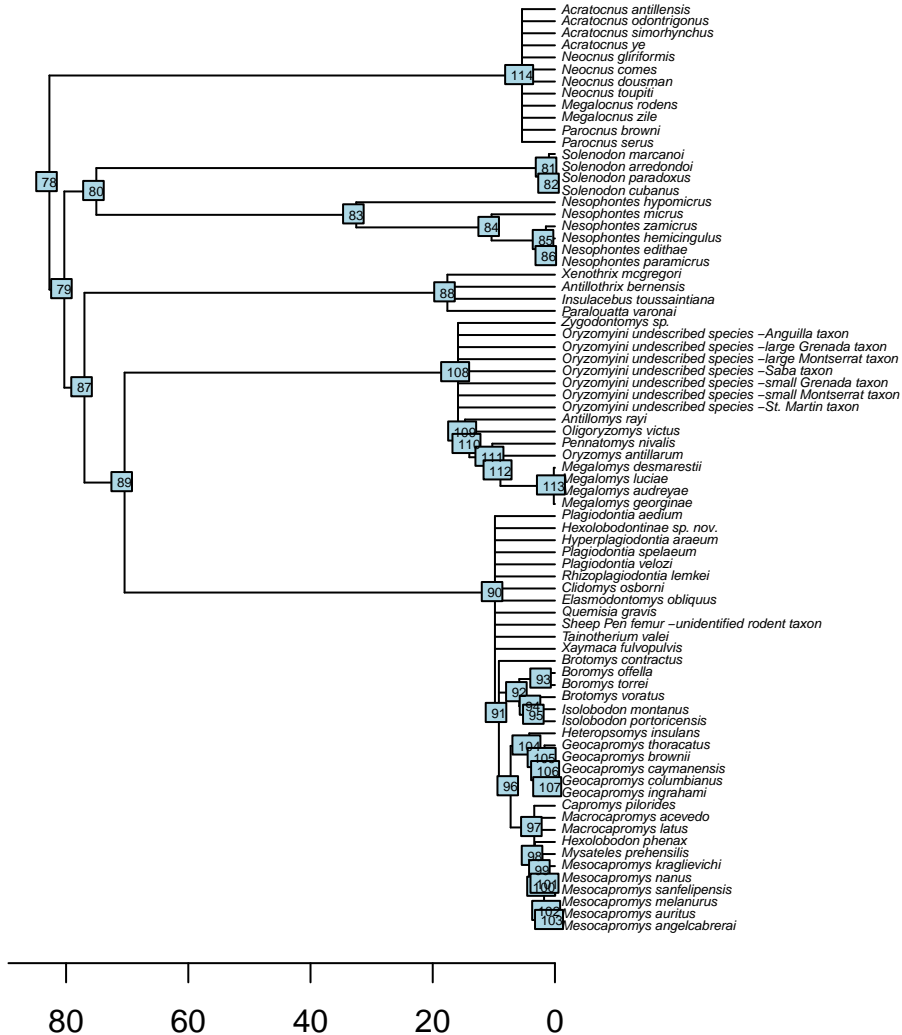 Acratocnus antillensis
Acratocnus odontrigonus
Acratocnus simorhynchus
Acratocnus ye
Neocnus gliriformis
114 Neocnus comes
Neocnus dousman
Neocnus toupiti
Megalocnus rodens
Megalocnus zile
Parocnus browni
Parocnus serus
Solenodon marcanoi
81 Solenodon arredondoi
78
82 Solenodon paradoxus
80 Solenodon cubanus
Nesophontes hypomicrus
83 Nesophontes micrus
84 Nesophontes zamicrus
85 Nesophontes hemicingulus
86 Nesophontes edithae
Nesophontes paramicrus
Xenothrix mcgregori
79 88 Antillothrix bernensis
Insulacebus toussaintiana
Paralouatta varonai
Zygodontomys sp.
Oryzomyini undescribed species −Anguilla taxon
Oryzomyini undescribed species −large Grenada taxon
Oryzomyini undescribed species −large Montserrat taxon
108 Oryzomyini undescribed species −Saba taxon
87 Oryzomyini undescribed species −small Grenada taxon
Oryzomyini undescribed species −small Montserrat taxon
Oryzomyini undescribed species −St. Martin taxon
Antillomys rayi
109 Oligoryzomys victus
110 Pennatomys nivalis
111 Oryzomys antillarum
112 Megalomys desmarestii
89 Megalomys luciae
113 Megalomys audreyae
Megalomys georginae
Plagiodontia aedium
Hexolobodontinae sp. nov.
Hyperplagiodontia araeum
Plagiodontia spelaeum
Plagiodontia velozi
Rhizoplagiodontia lemkei
90 Clidomys osborni
Elasmodontomys obliquus
Quemisia gravis
Sheep Pen femur −unidentified rodent taxon
Tainotherium valei
Xaymaca fulvopulvis
Brotomys contractus
93 Boromys offella
92 Boromys torrei
94 Brotomys voratus
91 95 Isolobodon montanus
Isolobodon portoricensis
Heteropsomys insulans
104 Geocapromys thoracatus
105 Geocapromys brownii
106 Geocapromys caymanensis
96 107 Geocapromys columbianus
Geocapromys ingrahami
Capromys pilorides
97 Macrocapromys acevedo
Macrocapromys latus
Hexolobodon phenax
98 Mysateles prehensilis
99 Mesocapromys kraglievichi
101 Mesocapromys nanus
100 Mesocapromys sanfelipensis
102 Mesocapromys melanurus
103 Mesocapromys auritus
Mesocapromys angelcabrerai
80 60 40 20 0